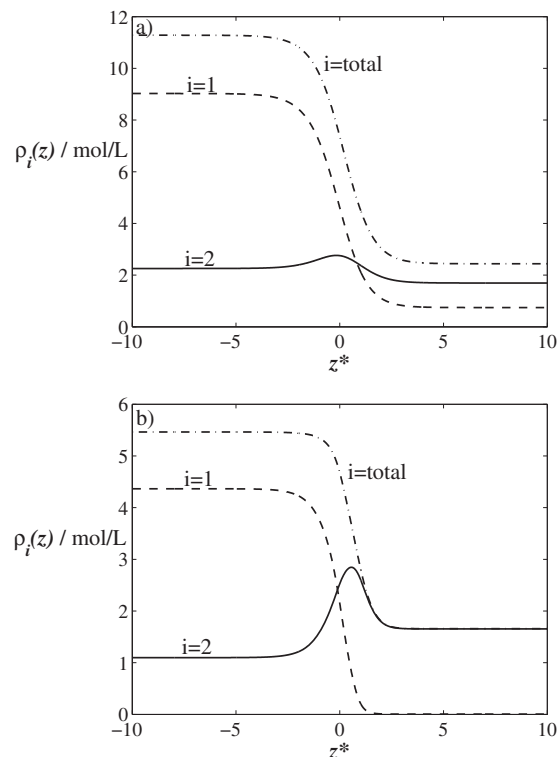 12
a)
i=total
10
i=1
8
ρi(z) / mol/L
6
4
i=2
2
0
−10 −5 0 5 10
z*
6
b)
5
i=total
i=1
4
ρi(z) / mol/L
3
2
i=2
1
0
−10 −5 0 5 10
z*